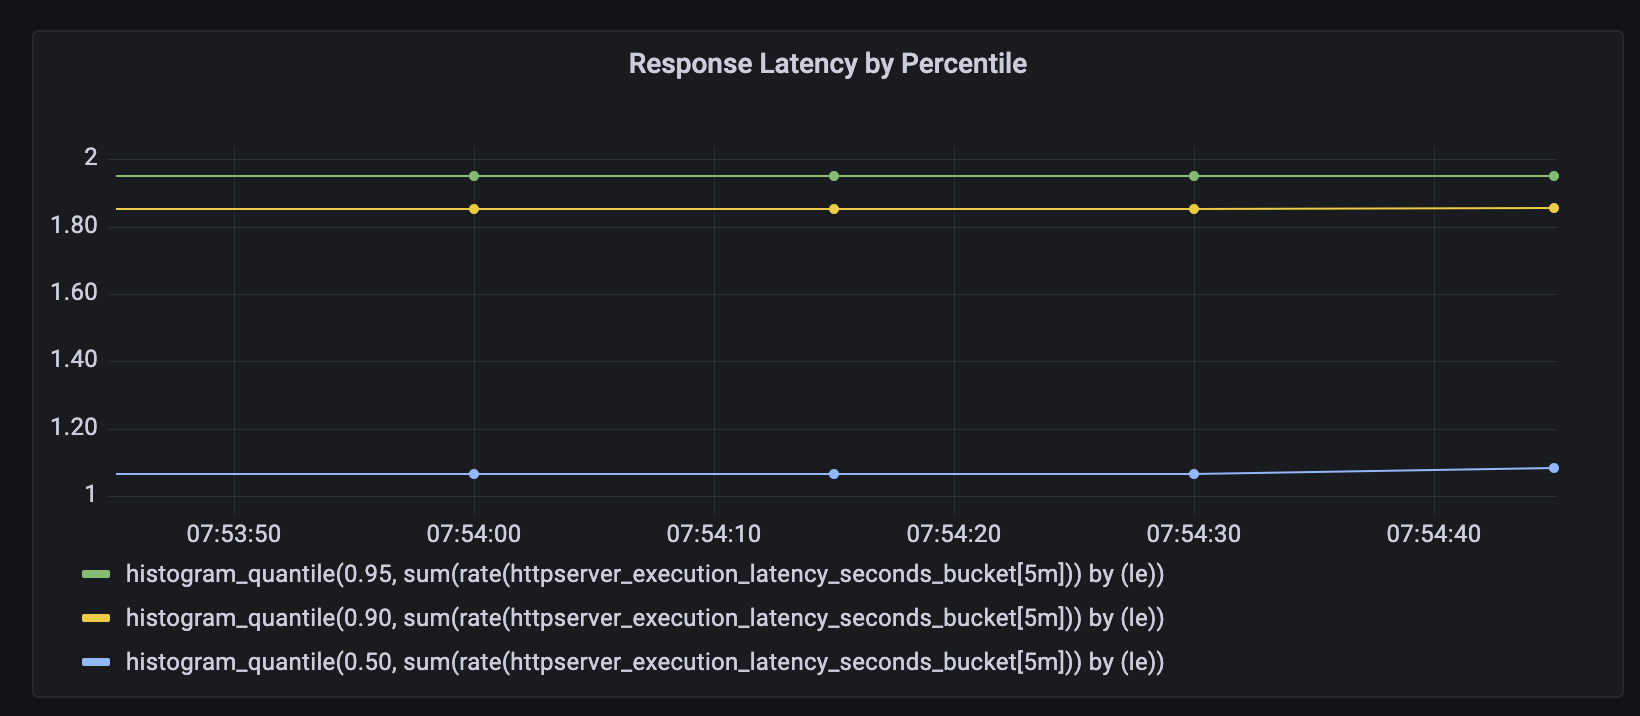 Response Latency by Percentile
2
1.80
1.60
1.40
1.20
1
07:53:50 07:54:00 07:54:10 07:54:20 07:54:30 07:54:40
histogram_quantile(0.95, sum(rate(httpserver_execution_latency_seconds_bucket[5m])) by (le))
histogram_quantile(0.90, sum(rate(httpserver_execution_latency_seconds_bucket[5m])) by (le))
histogram_quantile(0.50, sum(rate(httpserver_execution_latency_seconds_bucket[5m])) by (le))